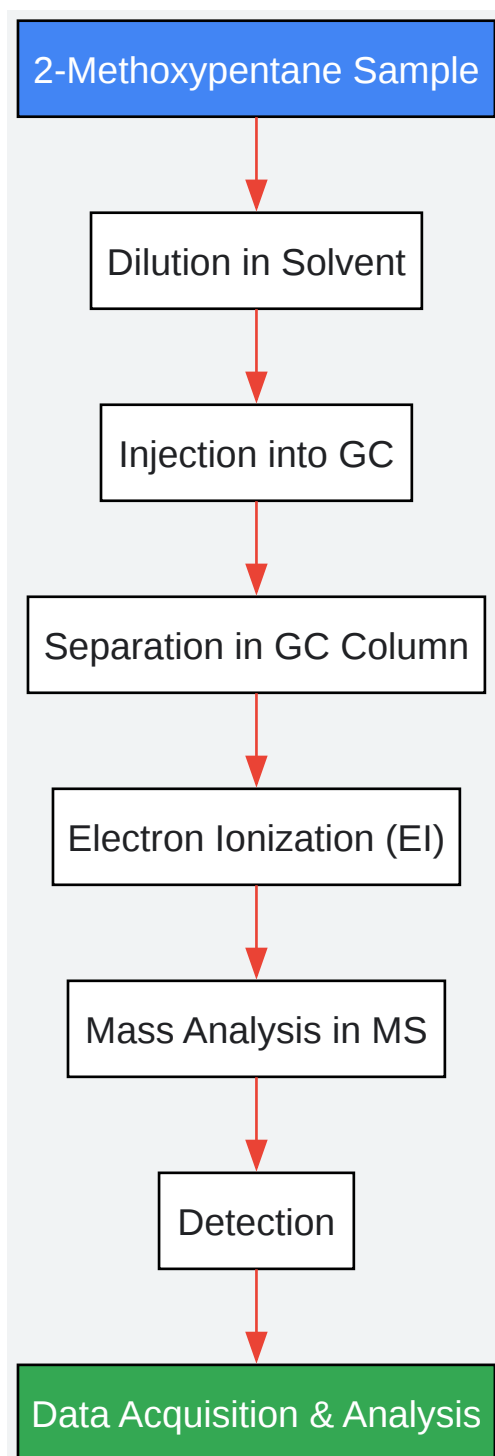 2-Methoxypentane Sample
Dilution in Solvent
Injection into GC
Separation in GC Column
Electron Ionization (EI)
Mass Analysis in MS
Detection
Data Acquisition & Analysis